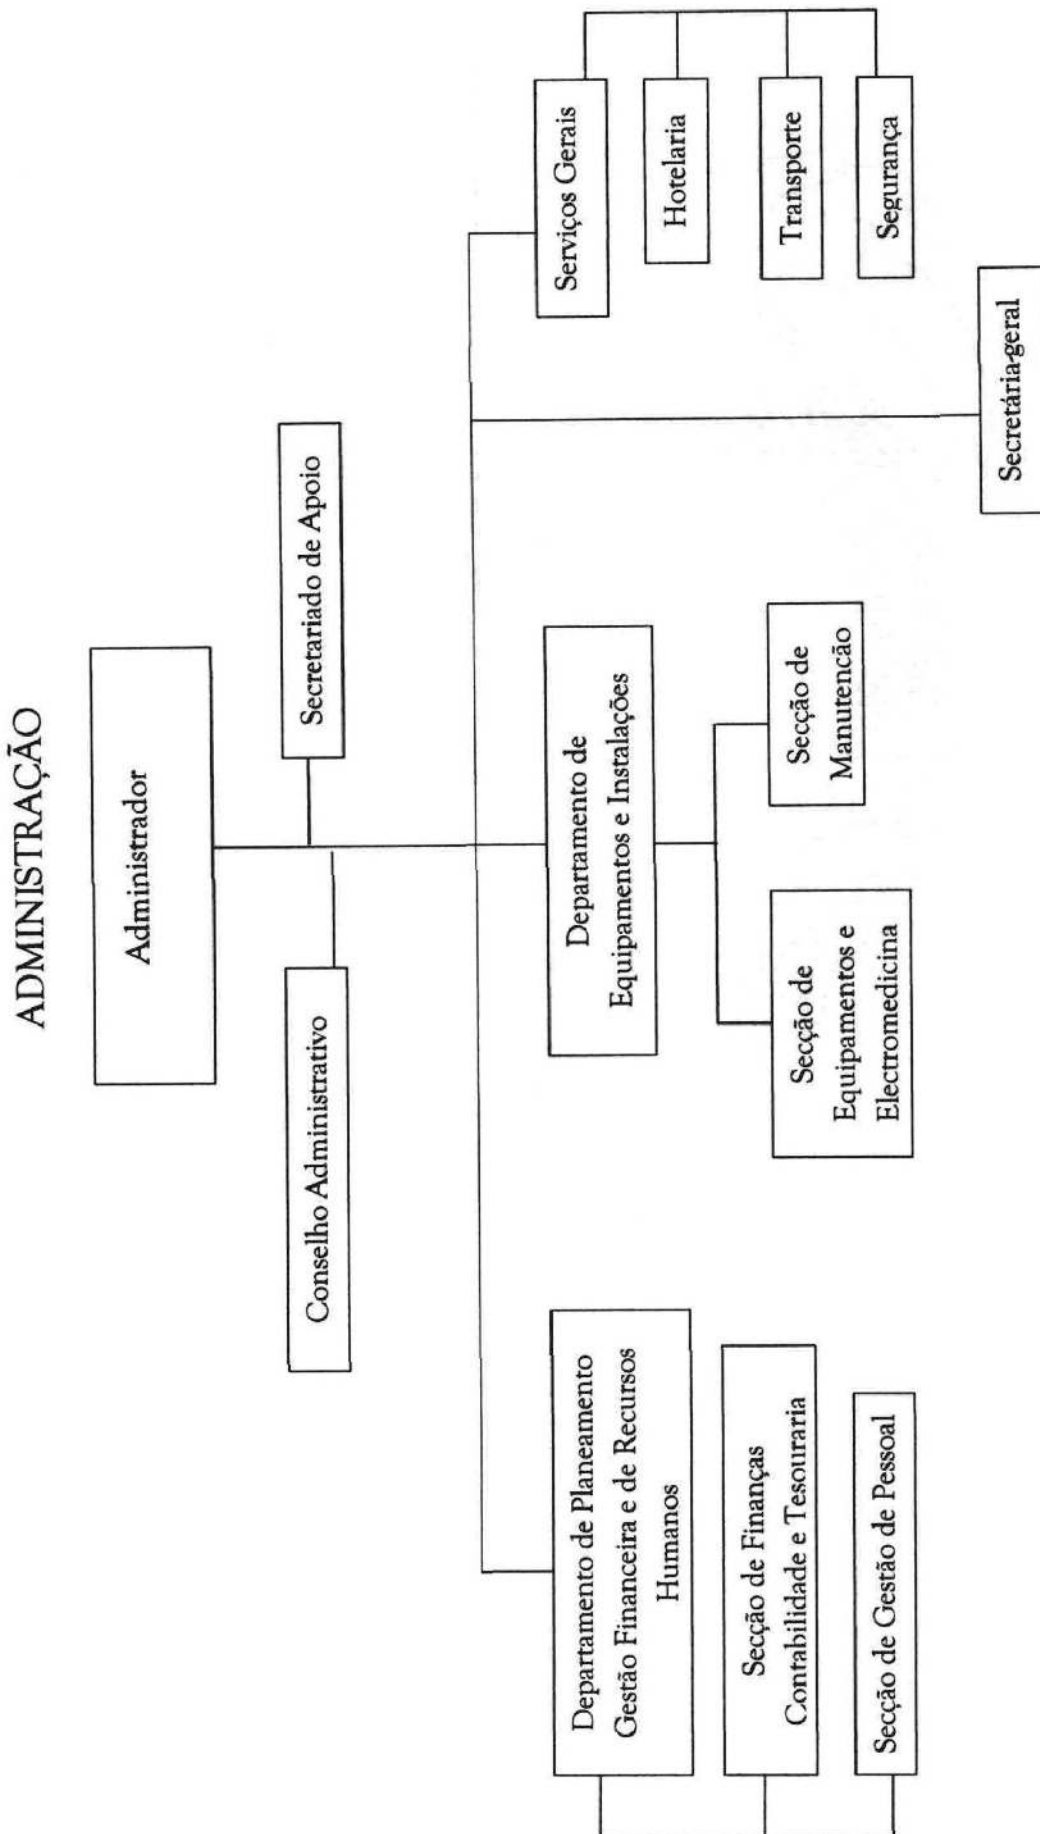 ADMINISTRAÇÃO
Administrador
Secretariado de Apoio
Conselho Administrativo
Departamento de Planeamento
Gestão Financeira e de Recursos
Humanos
Secção de Finanças
Contabilidade e Tesouraria
Secção de Gestão de Pessoal
Departamento de
Equipamentos e Instalações
Secção de
Equipamentos e
Electromedicina
Secção de
Manutencão
Serviços Gerais
Hotelaria
Transporte
Segurança
Secretária-geral